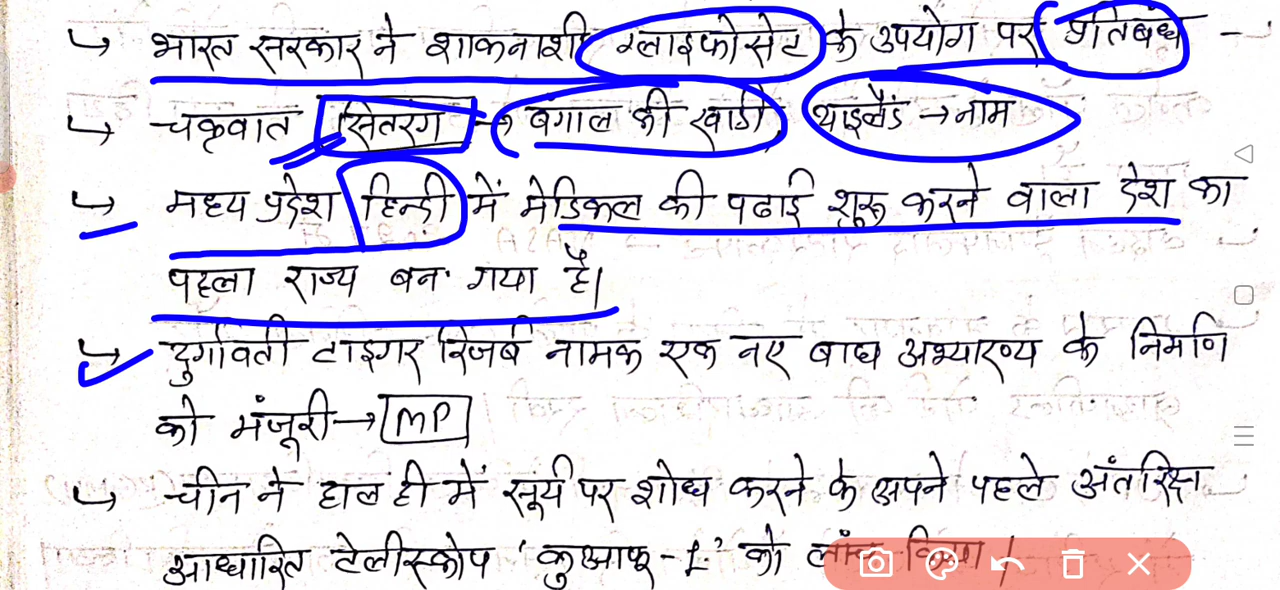 ↳ भारत सरकार ने शाकनाशी ग्लाइफोसेट के उपयोग पर प्रतिबंध -
↳ चक्रवात सितरंग → बंगाल की खाड़ी, थाइलैंड → नाम
↳ मध्य प्रदेश हिन्दी में मेडिकल की पढाई शुरू करने वाला देश का
पहला राज्य बन गया है।
↳ दुर्गावती टाइगर रिजर्व नामक एक नए बाघ अभ्यारण्य के निर्माण
को मंजूरी → MP
↳ चीन ने हाल ही में सूर्य पर शोध करने के अपने पहले अंतरिक्ष
आधारित टेलीस्कोप 'कुआफू-1' को लांच किया।